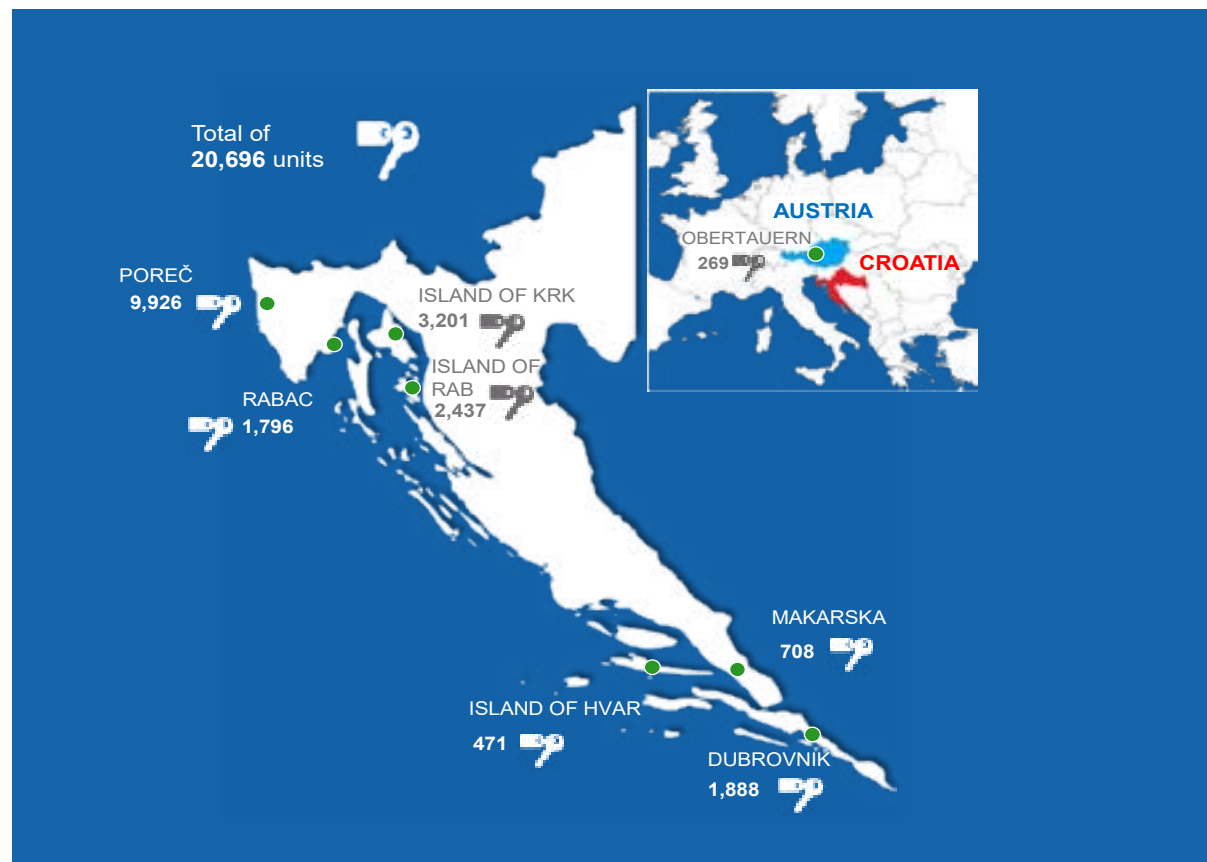 Total of
20,696 units
AUSTRIA
OBERTAUERN
269
CROATIA
POREČ
9,926
ISLAND OF KRK
3,201
ISLAND OF
RAB
2,437
RABAC
1,796
MAKARSKA
708
ISLAND OF HVAR
471
DUBROVNIK
1,888